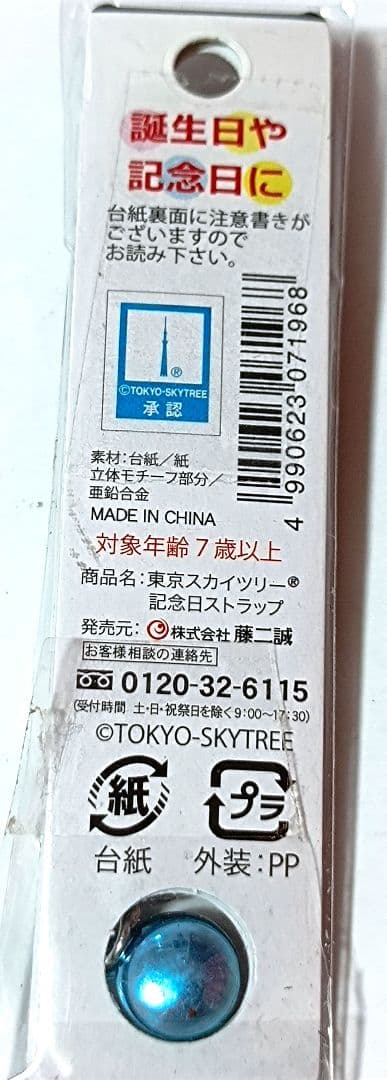 誕生日や
記念日に
台紙裏面に注意書きが
ございますので
お読み下さい。
®
©TOKYO-SKYTREE
承認
4 990623 071968
素材:台紙/紙
立体モチーフ部分/
亜鉛合金
MADE IN CHINA
対象年齢7歳以上
商品名:東京スカイツリー®
記念日ストラップ
発売元: 株式会社 藤二誠
お客様相談の連絡先
0120-32-6115
(受付時間 土・日・祝祭日を除く9:00～17:30)
©TOKYO-SKYTREE
紙 プラ
台紙 外装:PP